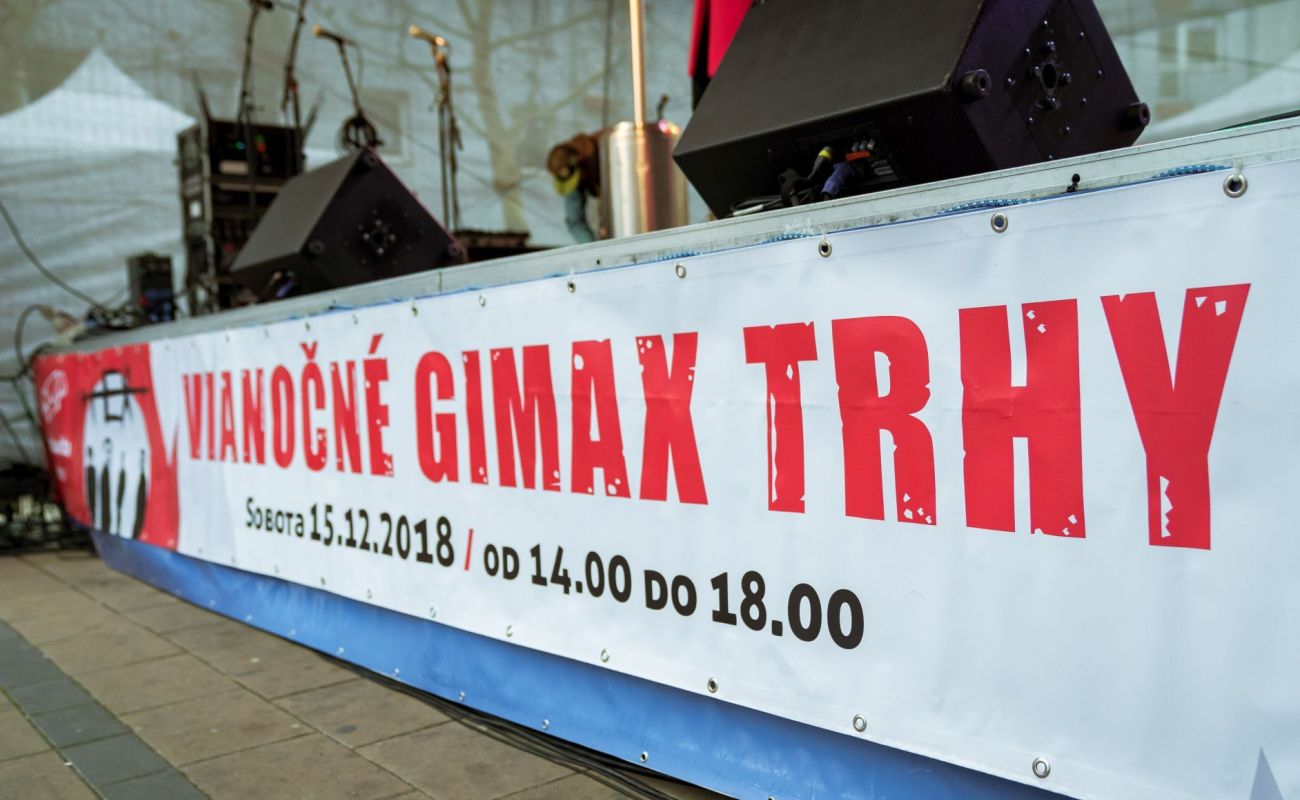 VIANOČNÉ GIMAX TRHY
Sobota 15.12.2018 / OD 14.00 DO 18.00